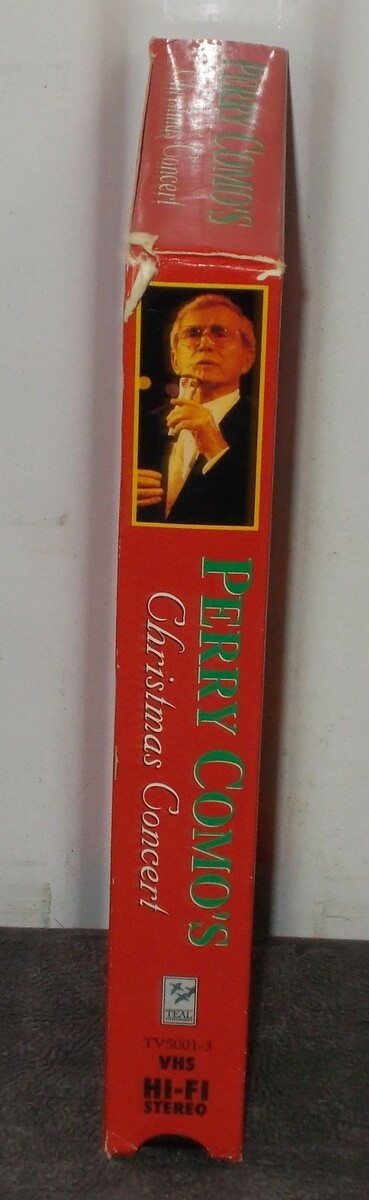 PERRY COMO'S
Christmas Concert
PERRY COMO'S
Christmas Concert
TEAL
TVS001-3
VHS
HI-FI
STEREO